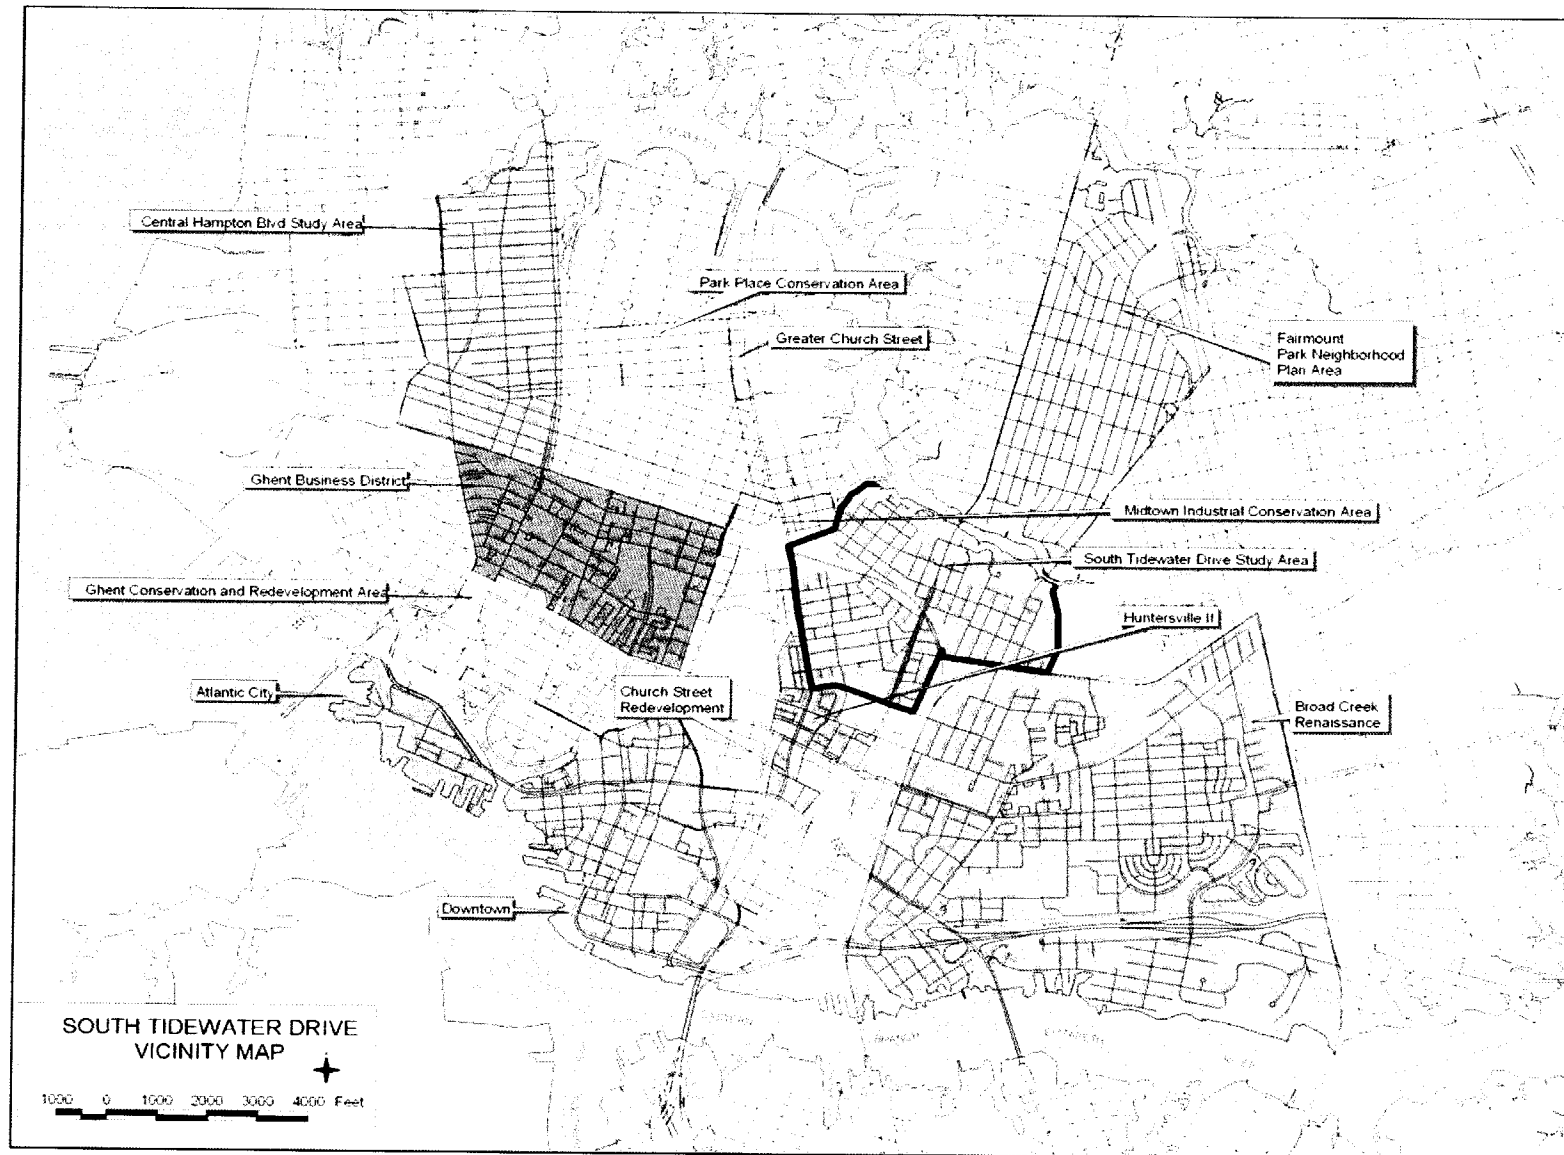 Central Hampton Blvd Study Area
Park Place Conservation Area
Greater Church Street
Fairmount
Park Neighborhood
Plan Area
Ghent Business District
Midtown Industrial Conservation Area
South Tidewater Drive Study Area
Ghent Conservation and Redevelopment Area
Huntersville II
Atlantic City
Church Street
Redevelopment
Broad Creek
Renaissance
Downtown
SOUTH TIDEWATER DRIVE
VICINITY MAP
1000 0 1000 2000 3000 4000 Feet